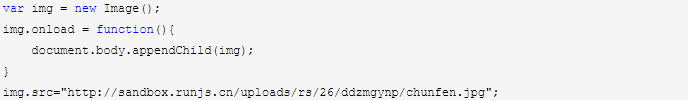 var img = new Image();
img.onload = function(){
    document.body.appendChild(img);
}
img.src="http://sandbox.runjs.cn/uploads/rs/26/ddzmgynp/chunfen.jpg";